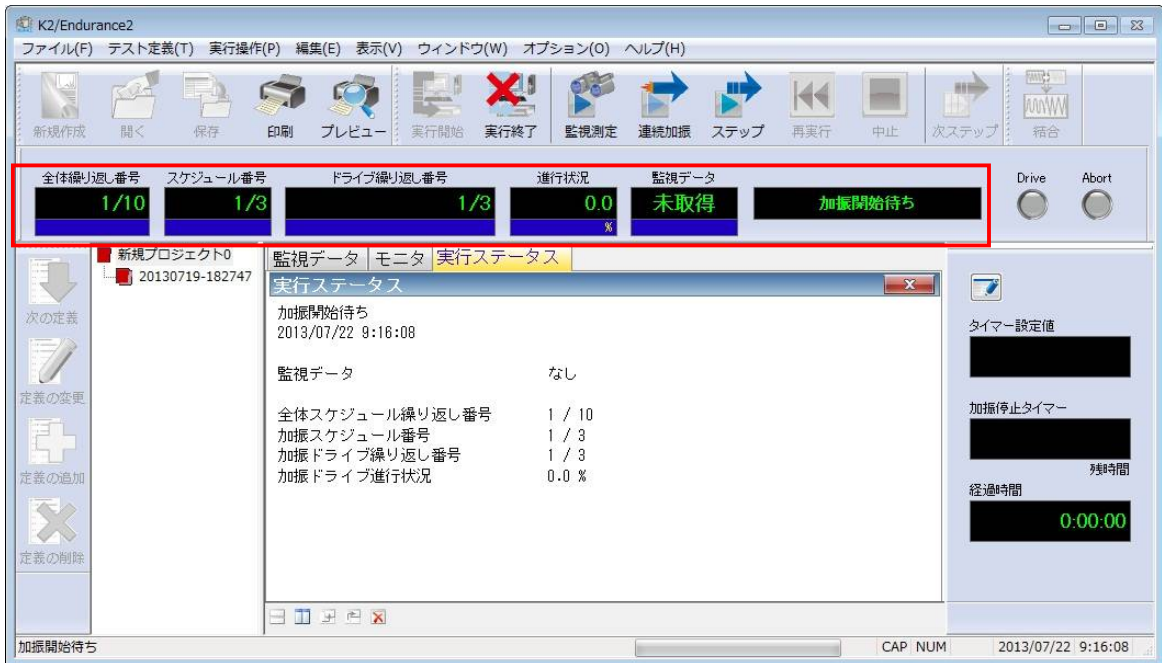 K2/Endurance2
ファイル(F) テスト定義(T) 実行操作(P) 編集(E) 表示(V) ウィンドウ(W) オプション(O) ヘルプ(H)
新規作成 開く 保存 印刷 プレビュー 実行開始 実行終了 監視測定 連続加振 ステップ 再実行 中止 次ステップ 結合
全体繰り返し番号 スケジュール番号 ドライブ繰り返し番号 進行状況 監視データ Drive Abort
1/10 1/3 1/3 0.0 未取得 加振開始待ち
%
新規プロジェクト0
20130719-182747
次の定義
定義の変更
定義の追加
定義の削除
監視データ モニタ 実行ステータス
実行ステータス
加振開始待ち
2013/07/22 9:16:08
監視データ なし
全体スケジュール繰り返し番号 1 / 10
加振スケジュール番号 1 / 3
加振ドライブ繰り返し番号 1 / 3
加振ドライブ進行状況 0.0 %
タイマー設定値
加振停止タイマー
残時間
経過時間
0:00:00
加振開始待ち CAP NUM 2013/07/22 9:16:08